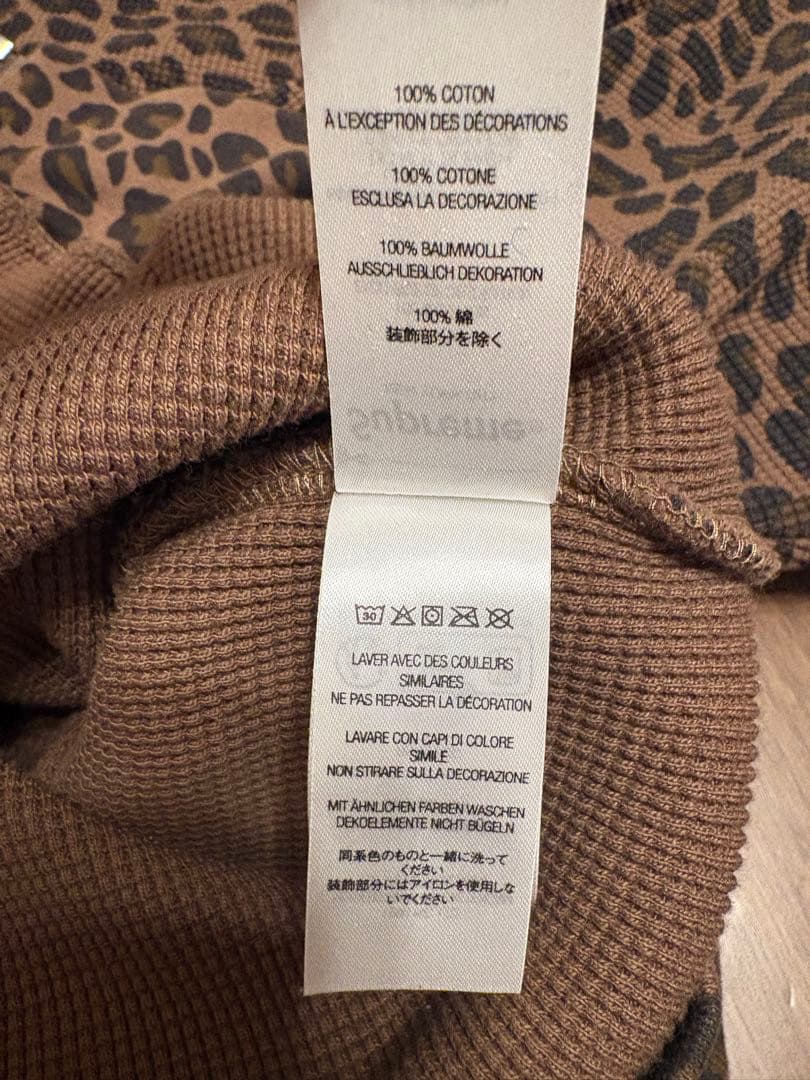 100% COTON
À L'EXCEPTION DES DÉCORATIONS
100% COTONE
ESCLUSA LA DECORAZIONE
100% BAUMWOLLE
AUSSCHLIEBLICH DEKORATION
100% 綿
装飾部分を除く
Supreme
30
LAVER AVEC DES COULEURS
SIMILAIRES
NE PAS REPASSER LA DÉCORATION
LAVARE CON CAPI DI COLORE
SIMILE
NON STIRARE SULLA DECORAZIONE
MIT ÄHNLICHEN FARBEN WASCHEN
DEKOELEMENTE NICHT BÜGELN
同系色のものと一緒に洗って
ください
装飾部分にはアイロンを使用しな
いでください